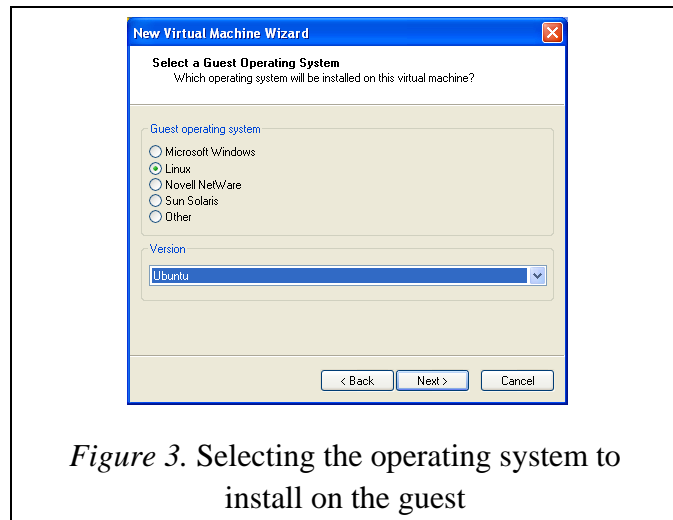 New Virtual Machine Wizard
Select a Guest Operating System
Which operating system will be installed on this virtual machine?
Guest operating system
Microsoft Windows
Linux
Novell NetWare
Sun Solaris
Other
Version
Ubuntu
< Back Next > Cancel
Figure 3. Selecting the operating system to
install on the guest